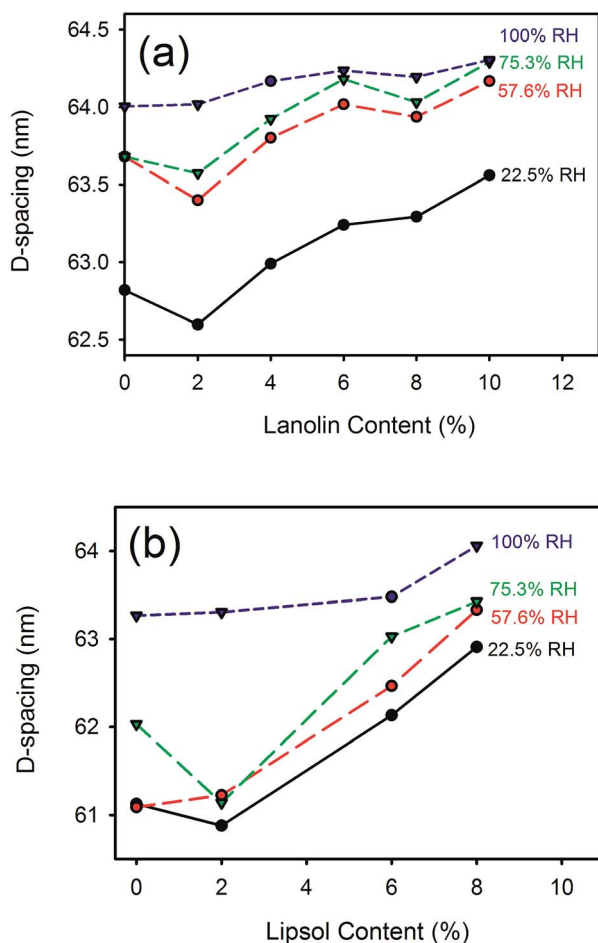 (a)
D-spacing (nm)
64.5
64.0
63.5
63.0
62.5
100% RH
75.3% RH
57.6% RH
22.5% RH
0 2 4 6 8 10 12
Lanolin Content (%)
(b)
D-spacing (nm)
64
63
62
61
100% RH
75.3% RH
57.6% RH
22.5% RH
0 2 4 6 8 10
Lipsol Content (%)